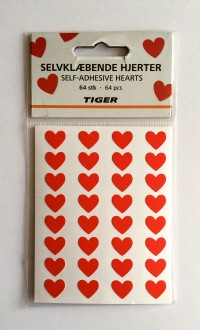 SELVKLÆBENDE HJERTER
SELF-ADHESIVE HEARTS
64 stk · 64 pcs
TIGER